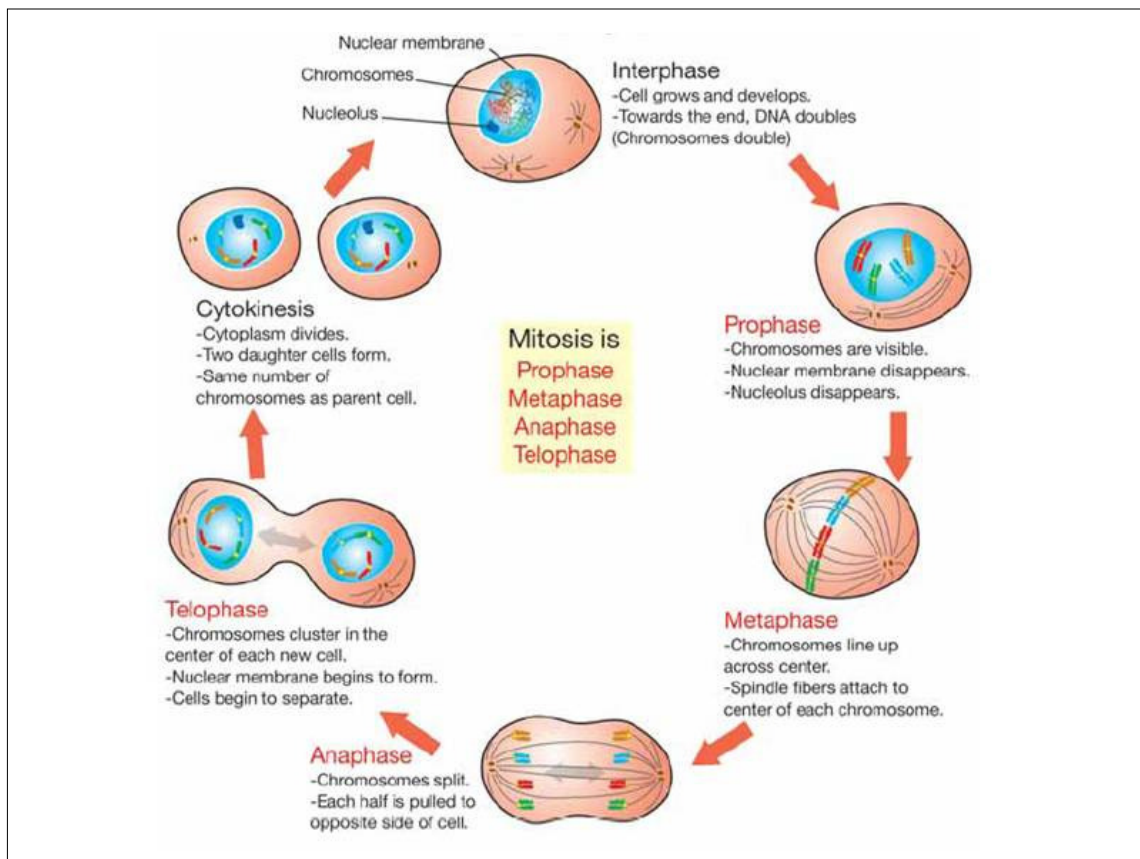 Nuclear membrane
Chromosomes
Nucleolus
Interphase
-Cell grows and develops.
-Towards the end, DNA doubles
(Chromosomes double)
Prophase
-Chromosomes are visible.
-Nuclear membrane disappears.
-Nucleolus disappears.
Metaphase
-Chromosomes line up
across center.
-Spindle fibers attach to
center of each chromosome.
Anaphase
-Chromosomes split.
-Each half is pulled to
opposite side of cell.
Telophase
-Chromosomes cluster in the
center of each new cell.
-Nuclear membrane begins to form.
-Cells begin to separate.
Cytokinesis
-Cytoplasm divides.
-Two daughter cells form.
-Same number of
chromosomes as parent cell.
Mitosis is
Prophase
Metaphase
Anaphase
Telophase